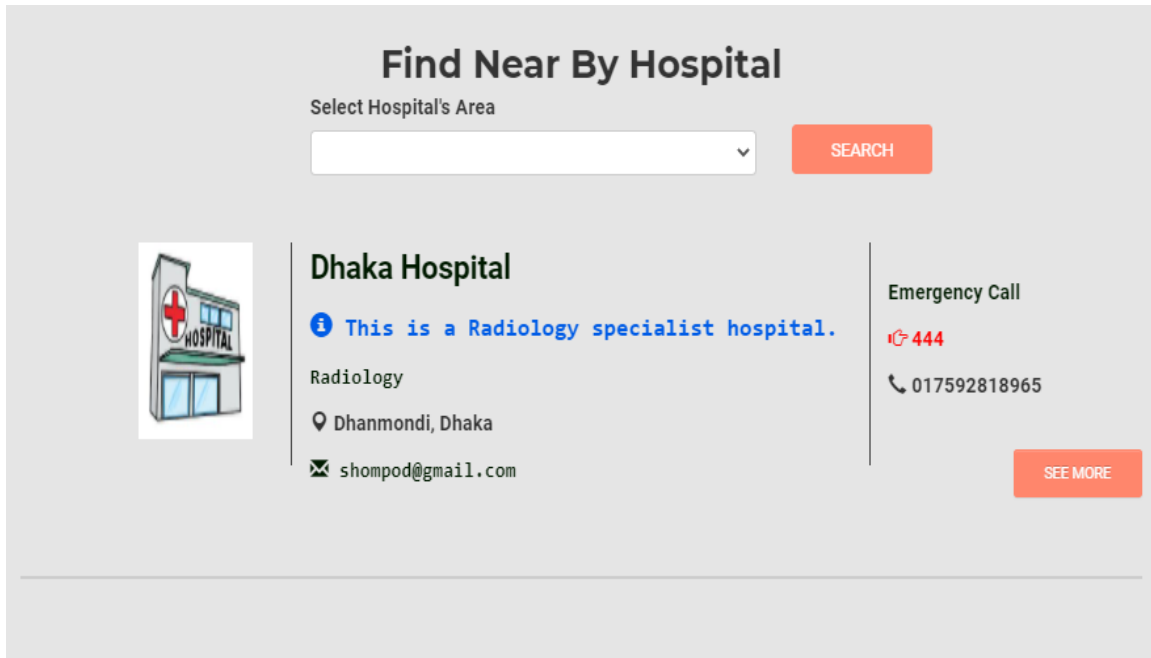 Find Near By Hospital
Select Hospital's Area
SEARCH
HOSPITAL
Dhaka Hospital
This is a Radiology specialist hospital.
Radiology
Dhanmondi, Dhaka
shompod@gmail.com
Emergency Call
444
017592818965
SEE MORE